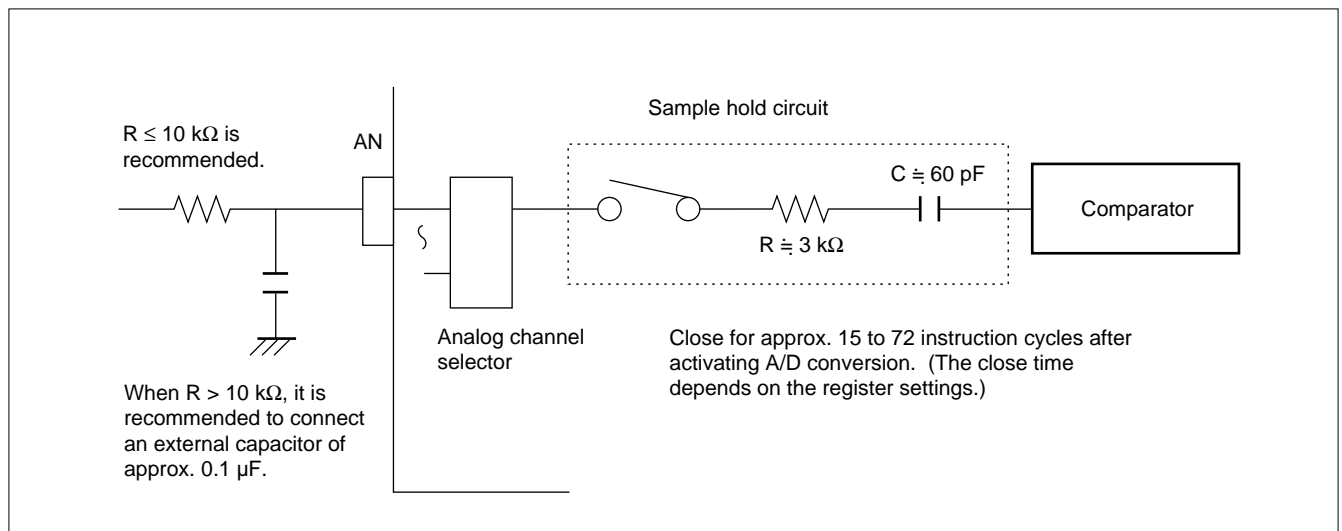 Sample hold circuit
R ≤ 10 kΩ is
recommended.
AN
C ≒ 60 pF
Comparator
R ≒ 3 kΩ
Analog channel
selector
Close for approx. 15 to 72 instruction cycles after
activating A/D conversion. (The close time
depends on the register settings.)
When R > 10 kΩ, it is
recommended to connect
an external capacitor of
approx. 0.1 µF.